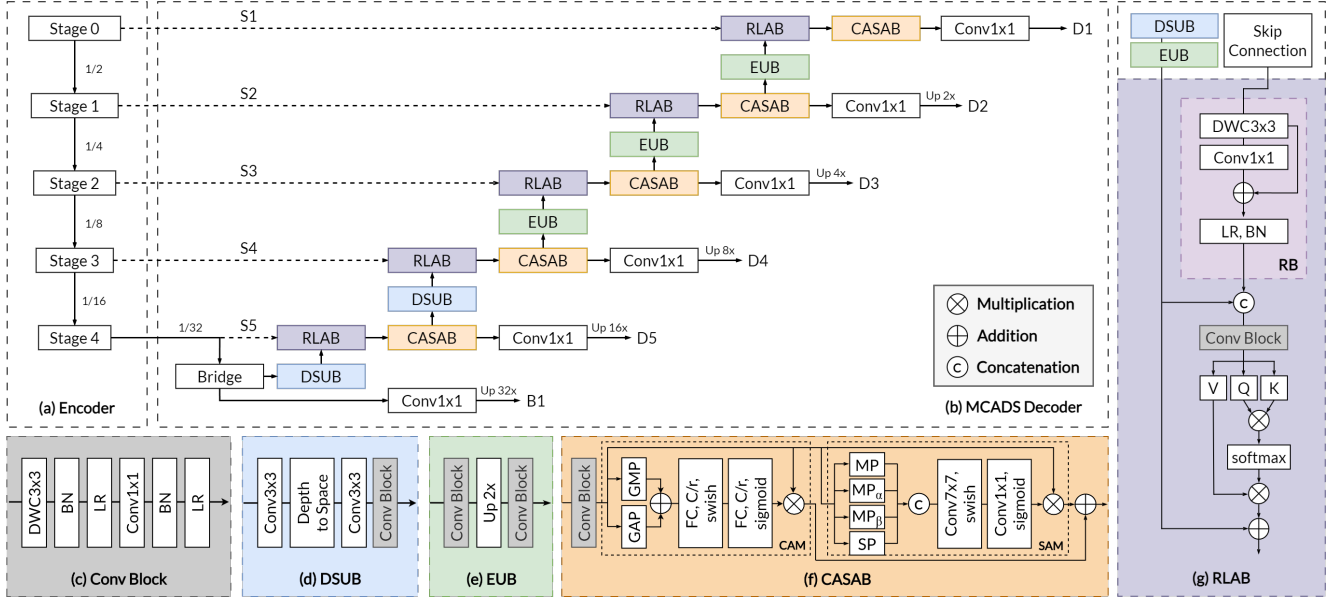 Stage 0
1/2
Stage 1
1/4
Stage 2
1/8
Stage 3
1/16
Stage 4
1/32
Bridge
(a) Encoder
S1
RLAB
CASAB
Conv1x1
D1
EUB
S2
RLAB
CASAB
Conv1x1
Up 2x
D2
EUB
S3
RLAB
CASAB
Conv1x1
Up 4x
D3
EUB
S4
RLAB
CASAB
Conv1x1
Up 8x
D4
DSUB
S5
RLAB
CASAB
Conv1x1
Up 16x
D5
DSUB
Conv1x1
Up 32x
B1
Multiplication
Addition
c Concatenation
(b) MCADS Decoder
DWC3x3
BN
LR
Conv1x1
BN
LR
(c) Conv Block
Conv3x3
Depth
to Space
Conv3x3
Conv Block
(d) DSUB
Conv Block
Up 2x
Conv Block
(e) EUB
Conv Block
GMP
GAP
FC, C/r,
swish
FC, C/r,
sigmoid
CAM
MP
MPα
MPβ
SP
c
Conv7x7,
swish
Conv1x1,
sigmoid
SAM
(f) CASAB
DSUB
EUB
Skip
Connection
DWC3x3
Conv1x1
LR, BN
RB
c
Conv Block
V
Q
K
softmax
(g) RLAB